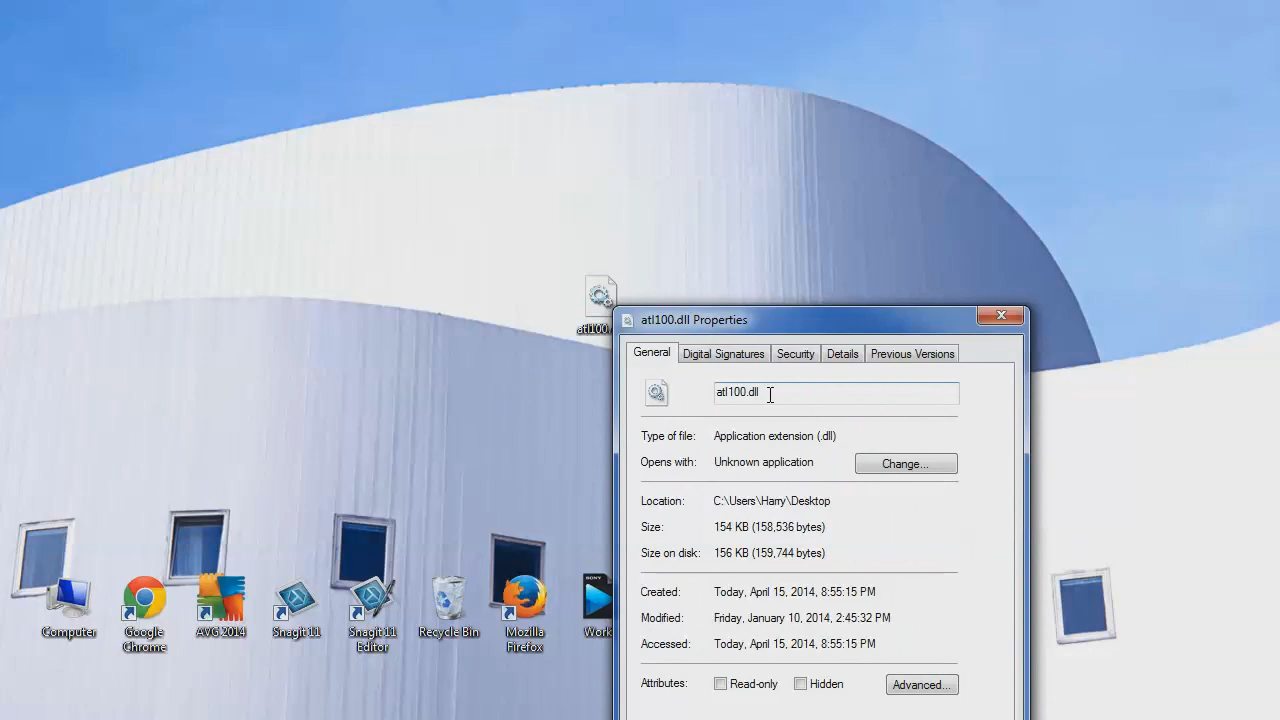 atl100.
atl100.dll Properties
General Digital Signatures Security Details Previous Versions
atl100.dll
Type of file: Application extension (.dll)
Opens with: Unknown application Change...
Location: C:\Users\Harry\Desktop
Size: 154 KB (158,536 bytes)
Size on disk: 156 KB (159,744 bytes)
Created: Today, April 15, 2014, 8:55:15 PM
Modified: Friday, January 10, 2014, 2:45:32 PM
Accessed: Today, April 15, 2014, 8:55:15 PM
Attributes: Read-only Hidden Advanced...
SONY
Computer
Google
Chrome
AVG 2014
Snagit 11
Snagit 11
Editor
Recycle Bin
Mozilla
Firefox
Work